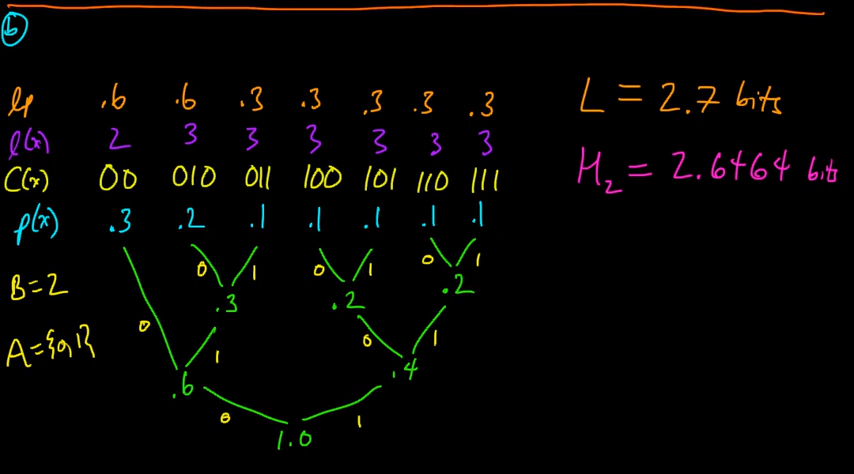 b
lp .6 .6 .3 .3 .3 .3 .3
l(x) 2 3 3 3 3 3 3
C(x) 00 010 011 100 101 110 111
p(x) .3 .2 .1 .1 .1 .1 .1
L = 2.7 bits
H₂ = 2.6464 bits
0 1 0 1 0 1
B=2 .3 .2 .2
A={0,1} 0 1 0 1
.6 .4
0 1
1.0